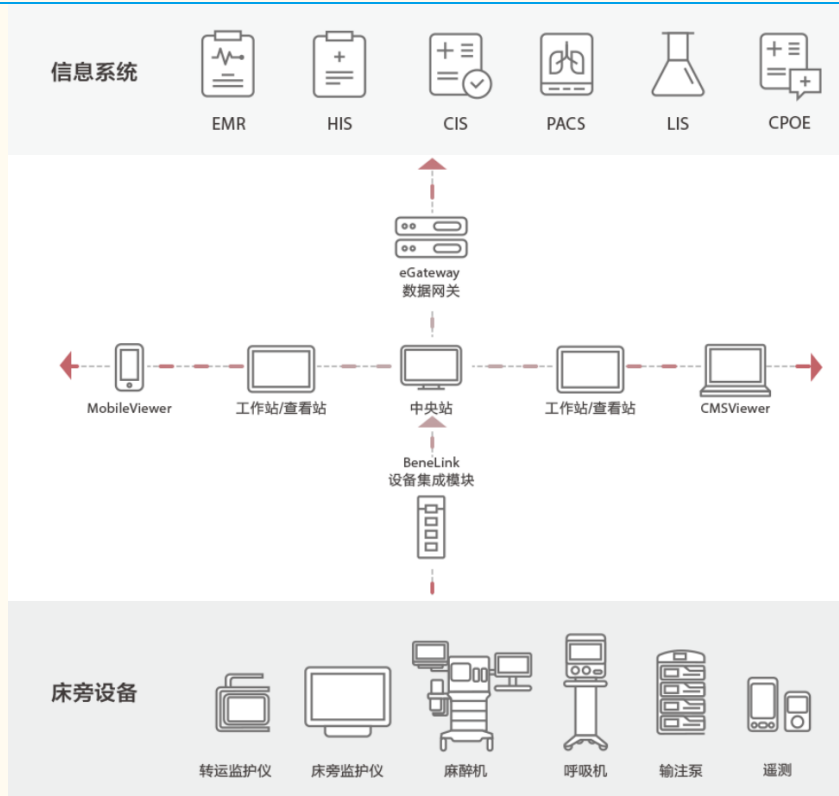 信息系统
EMR
HIS
CIS
PACS
LIS
CPOE
eGateway
数据网关
MobileViewer
工作站/查看站
中央站
工作站/查看站
CMSViewer
BeneLink
设备集成模块
床旁设备
转运监护仪
床旁监护仪
麻醉机
呼吸机
输注泵
遥测